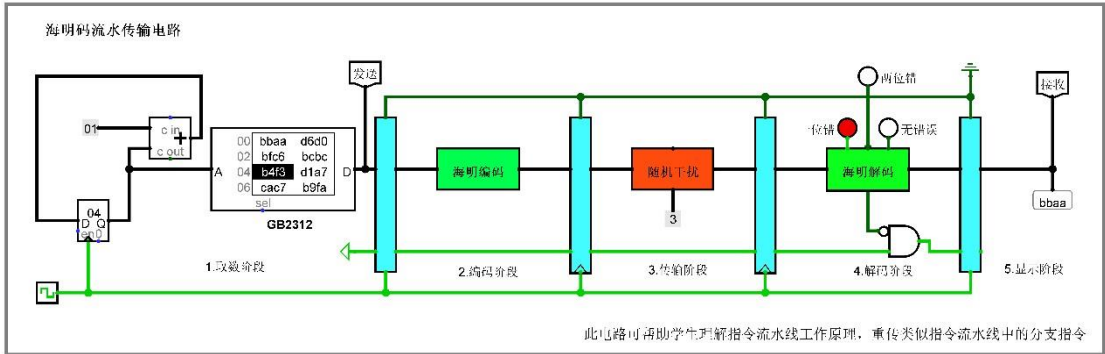 海明码流水传输电路
发送
两位错
接收
01
c in
+
c out
00 bbaa d6d0
02 bfc6 bcbc
04 b4f3 d1a7
06 cac7 b9fa
A
D
sel
GB2312
海明编码
随机干扰
3
一位错
无错误
海明解码
bbaa
04
D Q
en0
1.取数阶段
2.编码阶段
3.传输阶段
4.解码阶段
5.显示阶段
此电路可帮助学生理解指令流水线工作原理，重传类似指令流水线中的分支指令